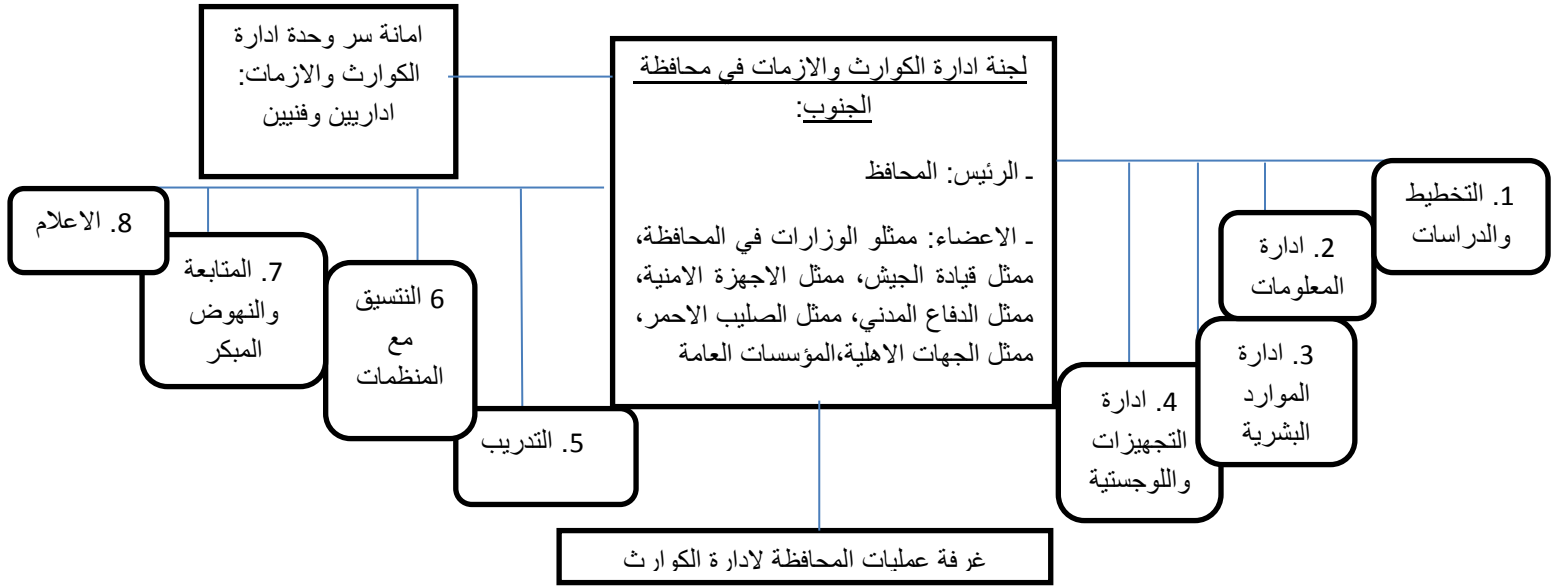 امانة سر وحدة ادارة
الكوارث والازمات:
اداريين وفنيين
لجنة ادارة الكوارث والازمات في محافظة
الجنوب:
ـ الرئيس: المحافظ
ـ الاعضاء: ممثلو الوزارات في المحافظة،
ممثل قيادة الجيش، ممثل الاجهزة الامنية،
ممثل الدفاع المدني، ممثل الصليب الاحمر،
ممثل الجهات الاهلية،المؤسسات العامة
1. التخطيط
والدراسات
2. ادارة
المعلومات
3. ادارة
الموارد
البشرية
4. ادارة
التجهيزات
واللوجستية
5. التدريب
6 التنسيق
مع
المنظمات
7. المتابعة
والنهوض
المبكر
8. الاعلام
غرفة عمليات المحافظة لادارة الكوارث